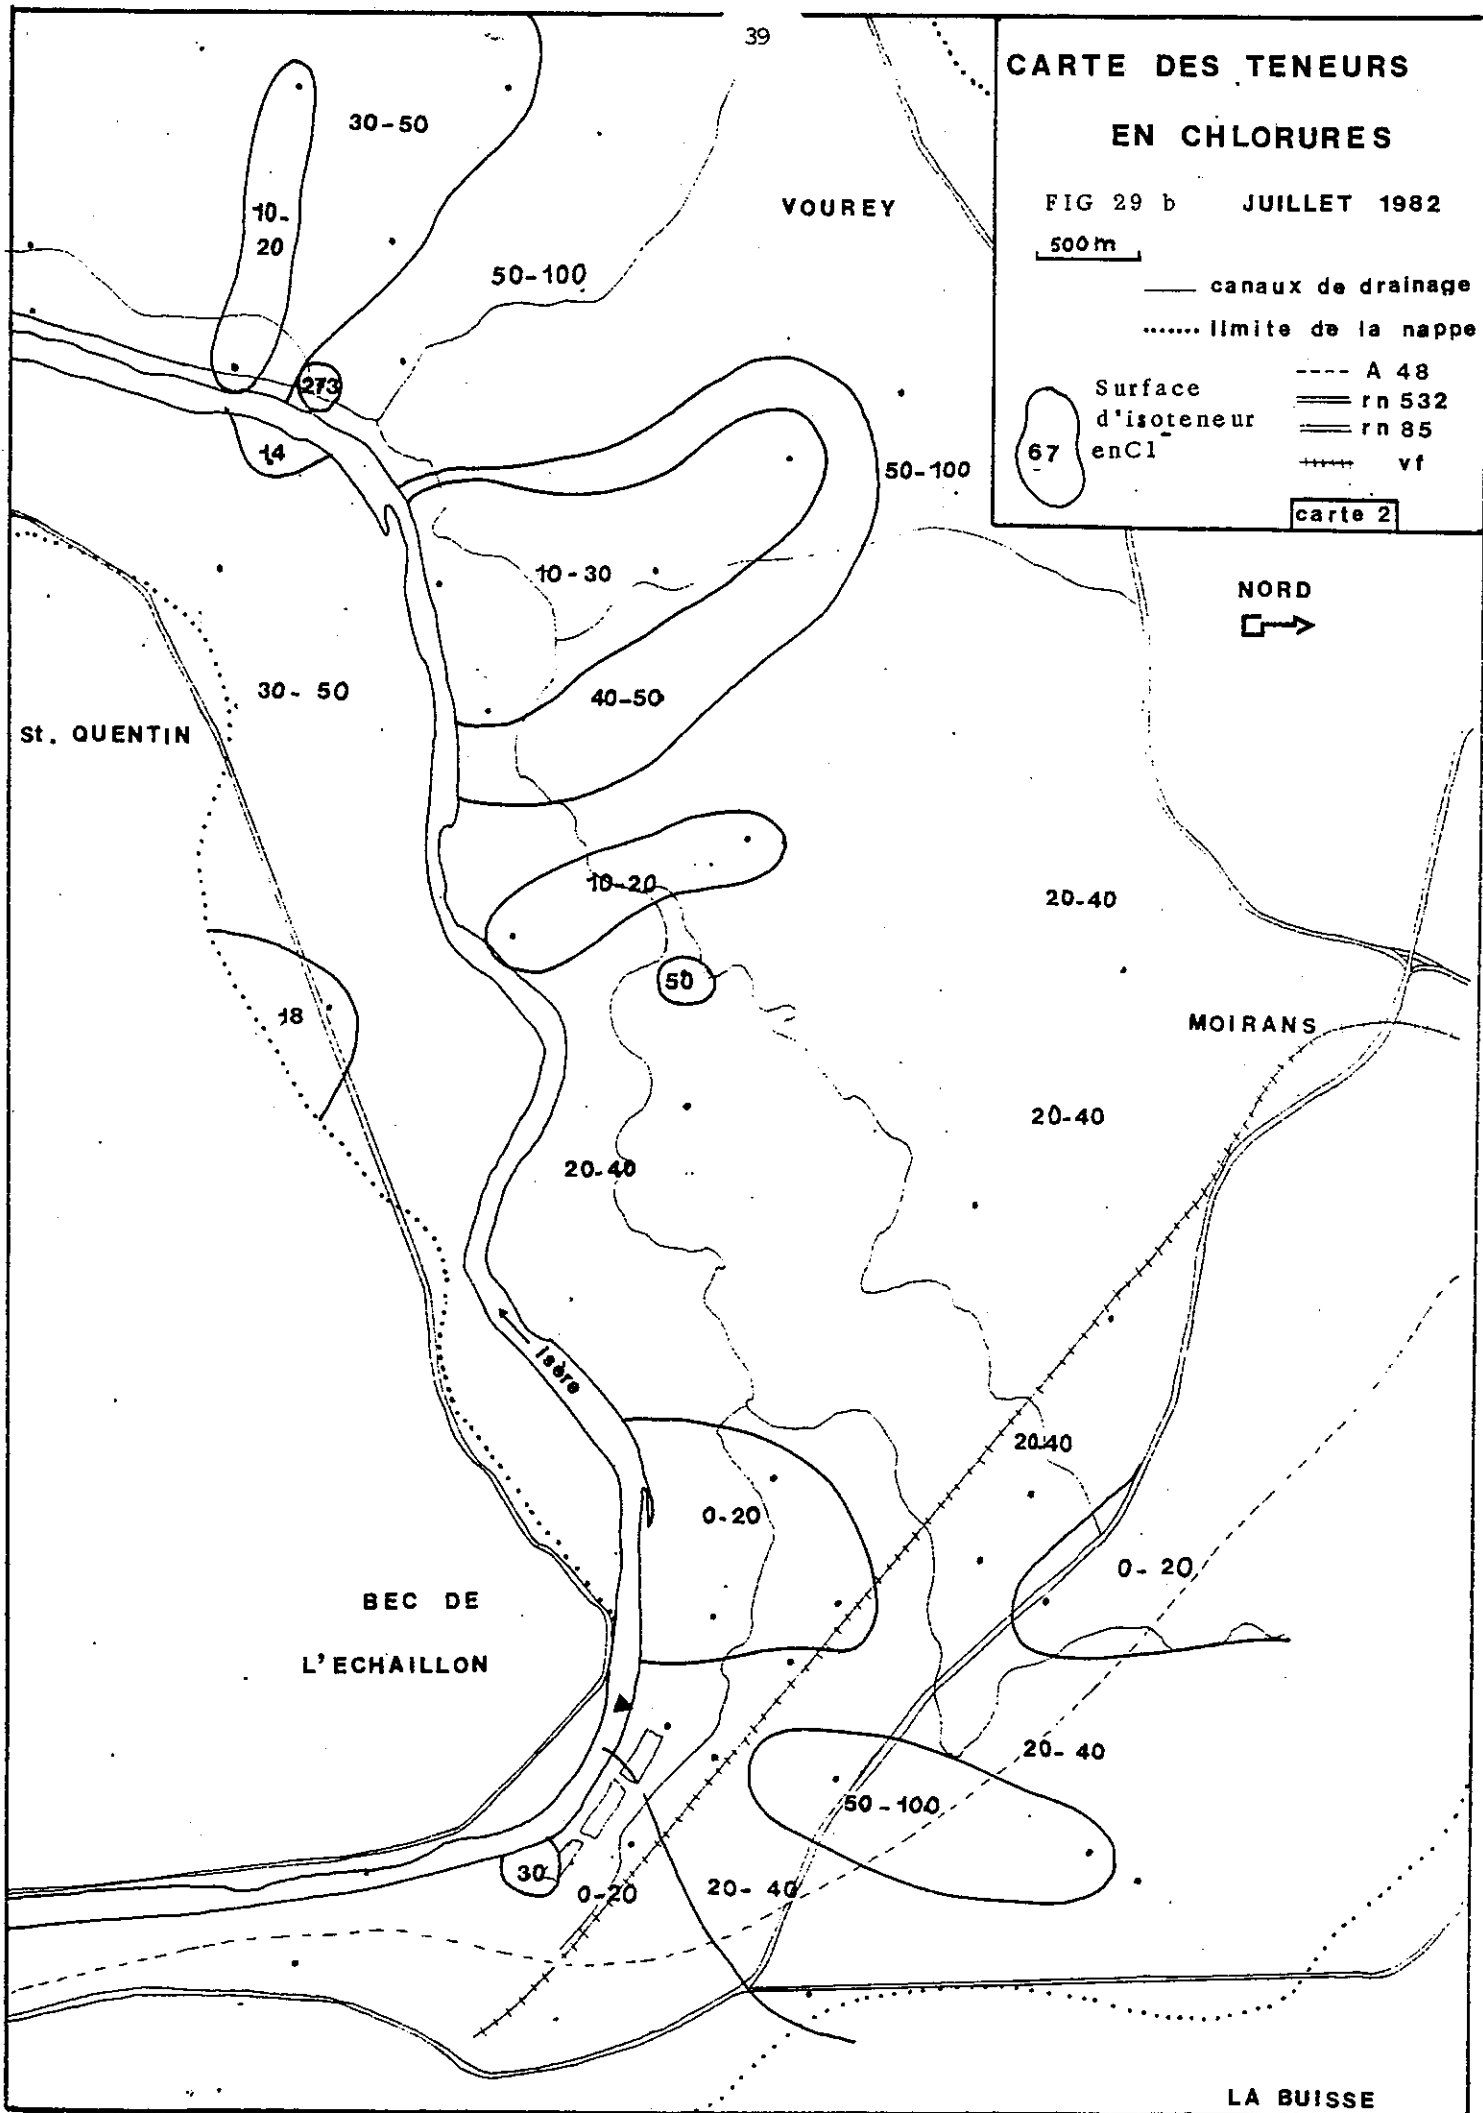 39
CARTE DES TENEURS
EN CHLORURES
FIG 29 b JUILLET 1982
500m
canaux de drainage
limite de la nappe
A 48
rn 532
rn 85
vf
Surface
d'isoteneur
en Cl-
67
carte 2
NORD
30-50
10-
20
VOUREY
50-100
273
14
50-100
10-30
30-50
40-50
St. QUENTIN
10-20
20-40
50
18
MOIRANS
20-40
20-40
isère
20-40
0-20
0-20
BEC DE
L'ECHAILLON
20-40
50-100
30
0-20
20-40
LA BUISSE